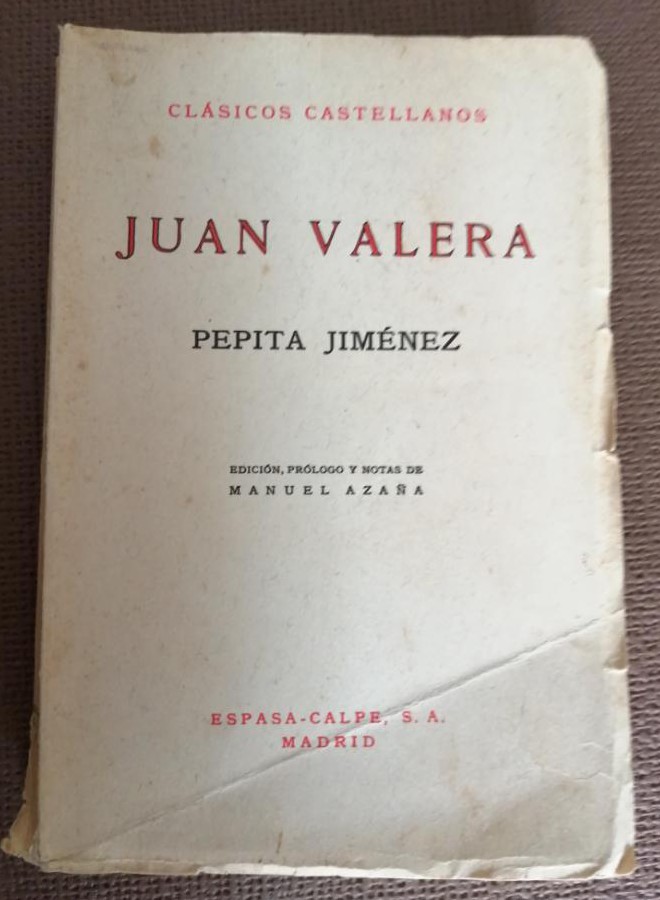 CLÁSICOS CASTELLANOS
JUAN VALERA
PEPITA JIMÉNEZ
EDICIÓN, PRÓLOGO Y NOTAS DE
MANUEL AZAÑA
ESPASA-CALPE, S. A.
MADRID